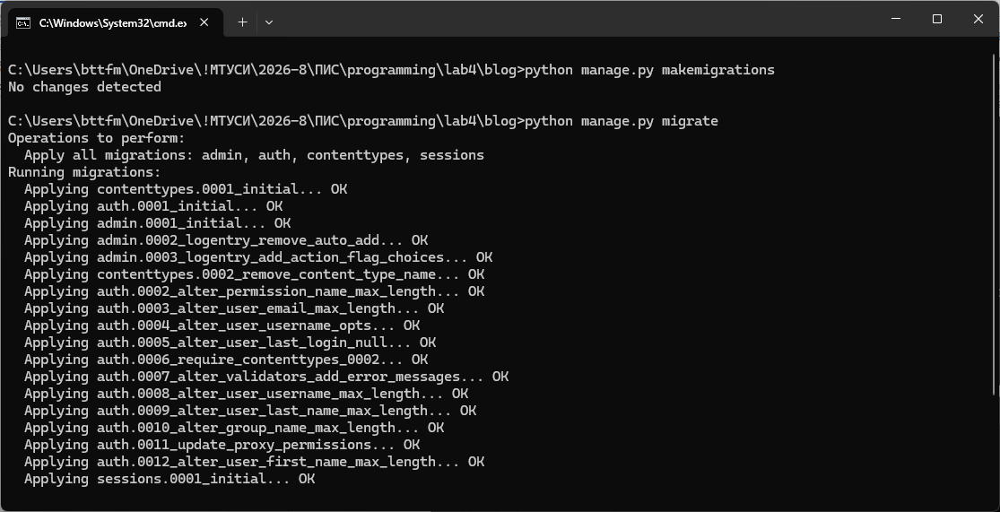 C:\Windows\System32\cmd.ex
C:\Users\bttfm\OneDrive\!МТУСИ\2026-8\ПИС\programming\lab4\blog>python manage.py makemigrations
No changes detected
C:\Users\bttfm\OneDrive\!МТУСИ\2026-8\ПИС\programming\lab4\blog>python manage.py migrate
Operations to perform:
  Apply all migrations: admin, auth, contenttypes, sessions
Running migrations:
  Applying contenttypes.0001_initial... OK
  Applying auth.0001_initial... OK
  Applying admin.0001_initial... OK
  Applying admin.0002_logentry_remove_auto_add... OK
  Applying admin.0003_logentry_add_action_flag_choices... OK
  Applying contenttypes.0002_remove_content_type_name... OK
  Applying auth.0002_alter_permission_name_max_length... OK
  Applying auth.0003_alter_user_email_max_length... OK
  Applying auth.0004_alter_user_username_opts... OK
  Applying auth.0005_alter_user_last_login_null... OK
  Applying auth.0006_require_contenttypes_0002... OK
  Applying auth.0007_alter_validators_add_error_messages... OK
  Applying auth.0008_alter_user_username_max_length... OK
  Applying auth.0009_alter_user_last_name_max_length... OK
  Applying auth.0010_alter_group_name_max_length... OK
  Applying auth.0011_update_proxy_permissions... OK
  Applying auth.0012_alter_user_first_name_max_length... OK
  Applying sessions.0001_initial... OK